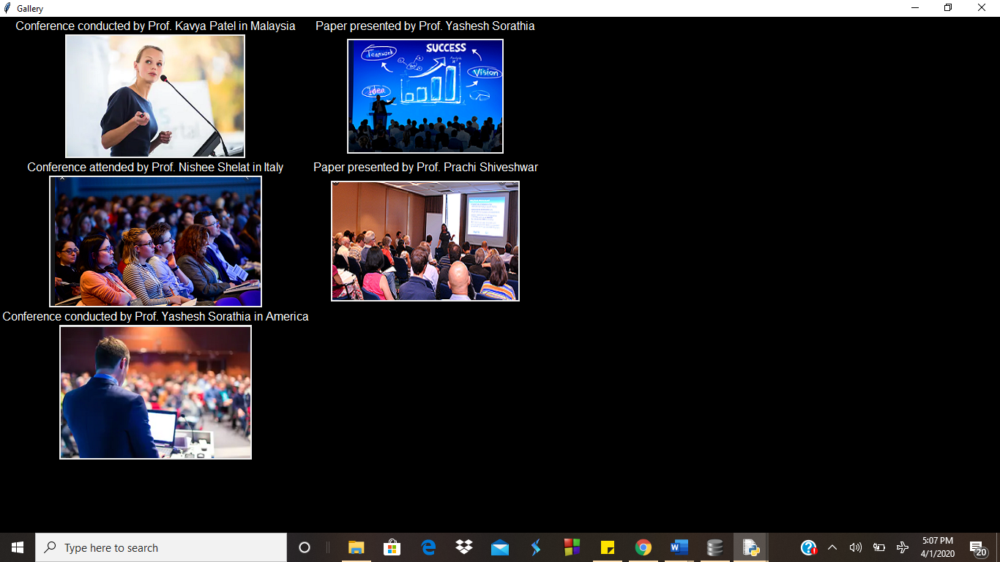 Gallery
Conference conducted by Prof. Kavya Patel in Malaysia
Paper presented by Prof. Yashesh Sorathia
Teamwork
SUCCESS
Vision
Idea
Conference attended by Prof. Nishee Shelat in Italy
Paper presented by Prof. Prachi Shiveshwar
Conference conducted by Prof. Yashesh Sorathia in America
Type here to search
5:07 PM
4/1/2020
20